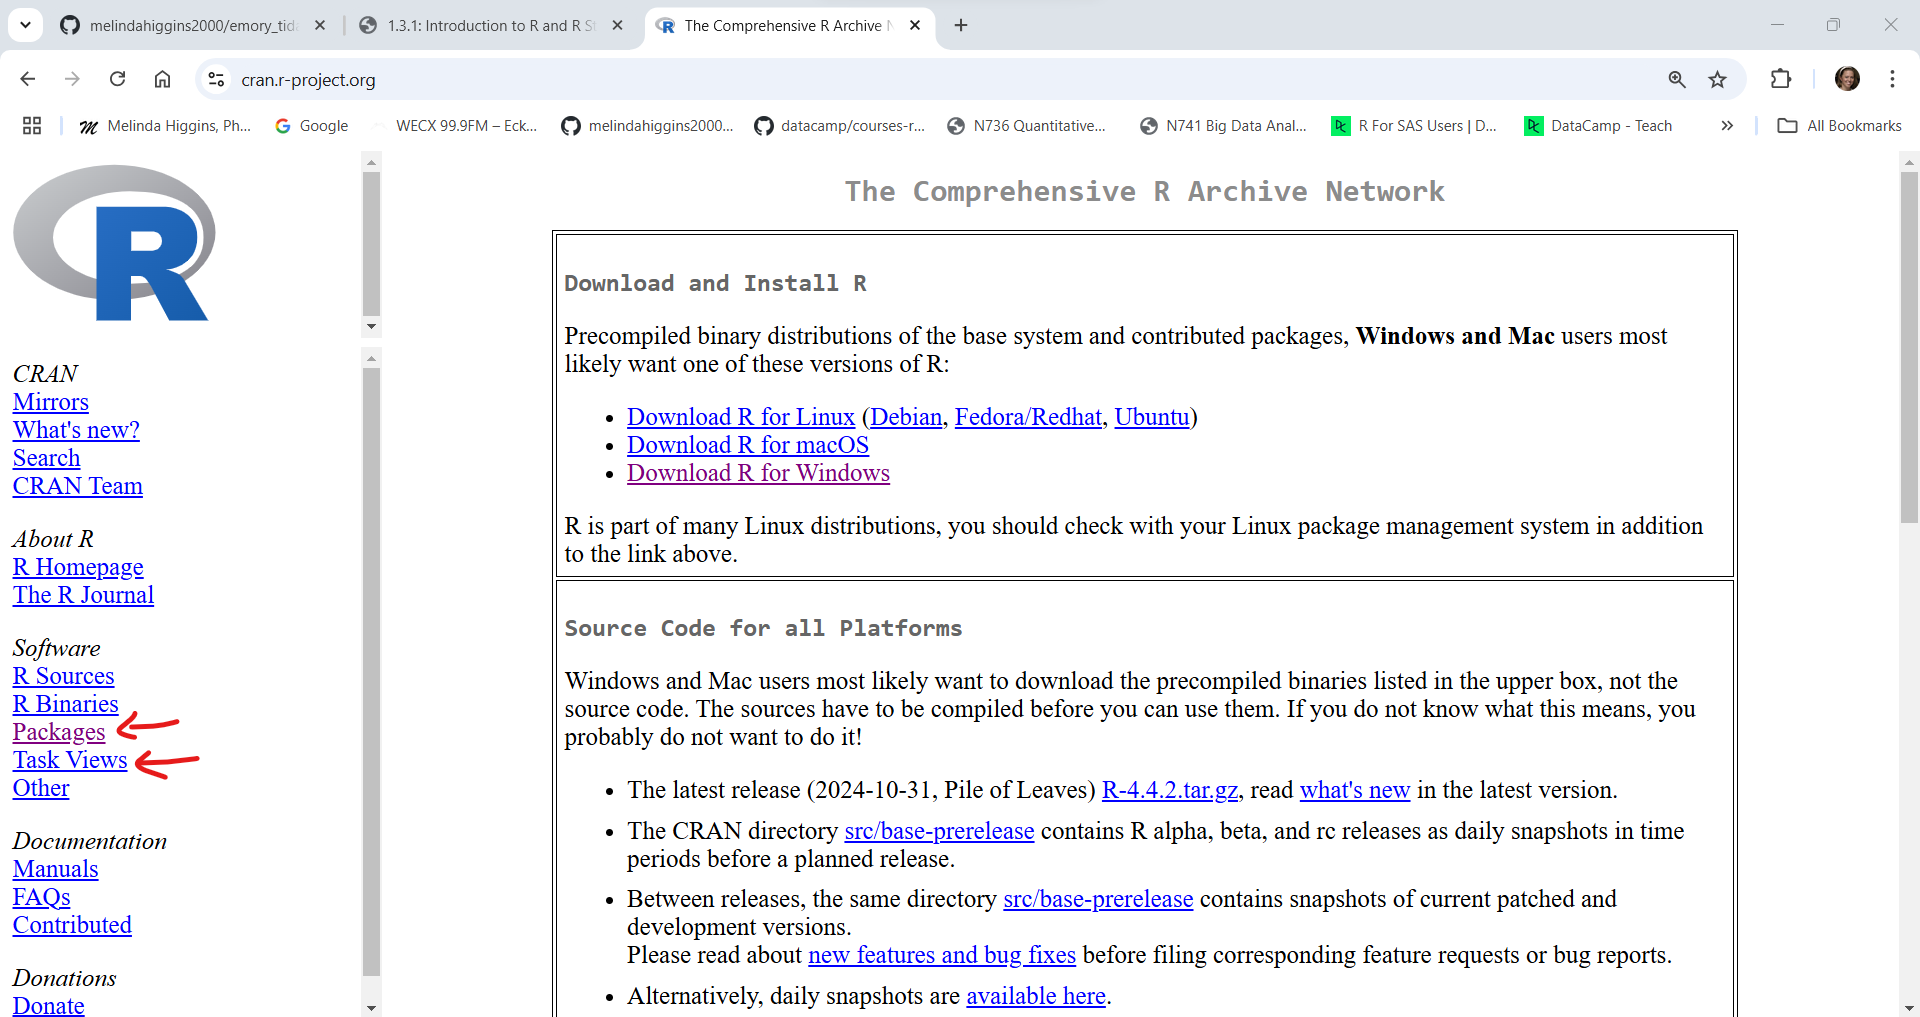 melindahiggins2000/emory_tid
1.3.1: Introduction to R and R St
The Comprehensive R Archive N
cran.r-project.org
Melinda Higgins, Ph...
Google
WECX 99.9FM – Eck...
melindahiggins2000...
datacamp/courses-r...
N736 Quantitative...
N741 Big Data Anal...
R For SAS Users | D...
DataCamp - Teach
All Bookmarks
R
CRAN
Mirrors
What's new?
Search
CRAN Team
About R
R Homepage
The R Journal
Software
R Sources
R Binaries
Packages
Task Views
Other
Documentation
Manuals
FAQs
Contributed
Donations
Donate
The Comprehensive R Archive Network
Download and Install R
Precompiled binary distributions of the base system and contributed packages, Windows and Mac users most
likely want one of these versions of R:
• Download R for Linux (Debian, Fedora/Redhat, Ubuntu)
• Download R for macOS
• Download R for Windows
R is part of many Linux distributions, you should check with your Linux package management system in addition
to the link above.
Source Code for all Platforms
Windows and Mac users most likely want to download the precompiled binaries listed in the upper box, not the
source code. The sources have to be compiled before you can use them. If you do not know what this means, you
probably do not want to do it!
• The latest release (2024-10-31, Pile of Leaves) R-4.4.2.tar.gz, read what's new in the latest version.
• The CRAN directory src/base-prerelease contains R alpha, beta, and rc releases as daily snapshots in time
periods before a planned release.
• Between releases, the same directory src/base-prerelease contains snapshots of current patched and
development versions.
Please read about new features and bug fixes before filing corresponding feature requests or bug reports.
• Alternatively, daily snapshots are available here.